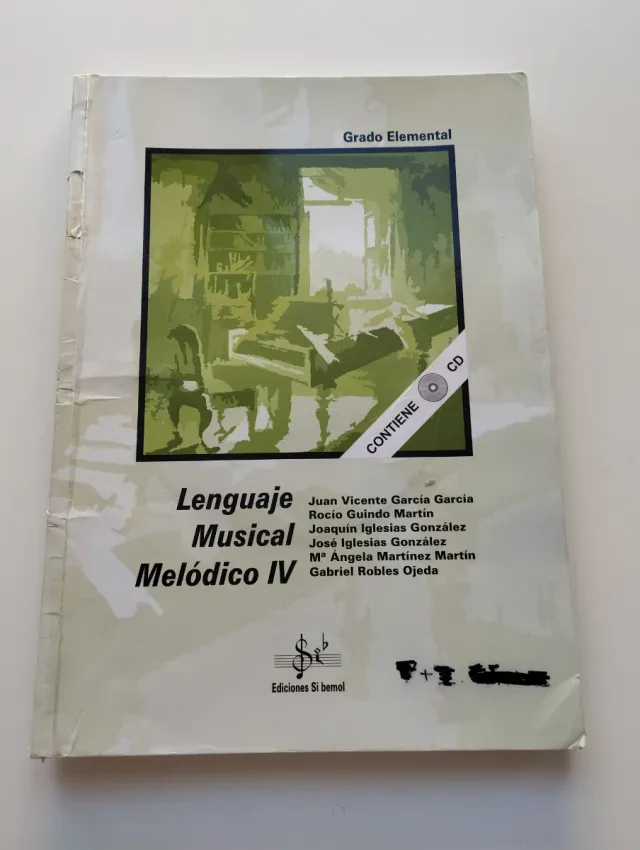 Grado Elemental
CONTIENE CD
Lenguaje
Musical
Melódico IV
Juan Vicente García García
Rocío Guindo Martín
Joaquín Iglesias González
José Iglesias González
Mª Ángela Martínez Martín
Gabriel Robles Ojeda
Si b
Ediciones Si bemol